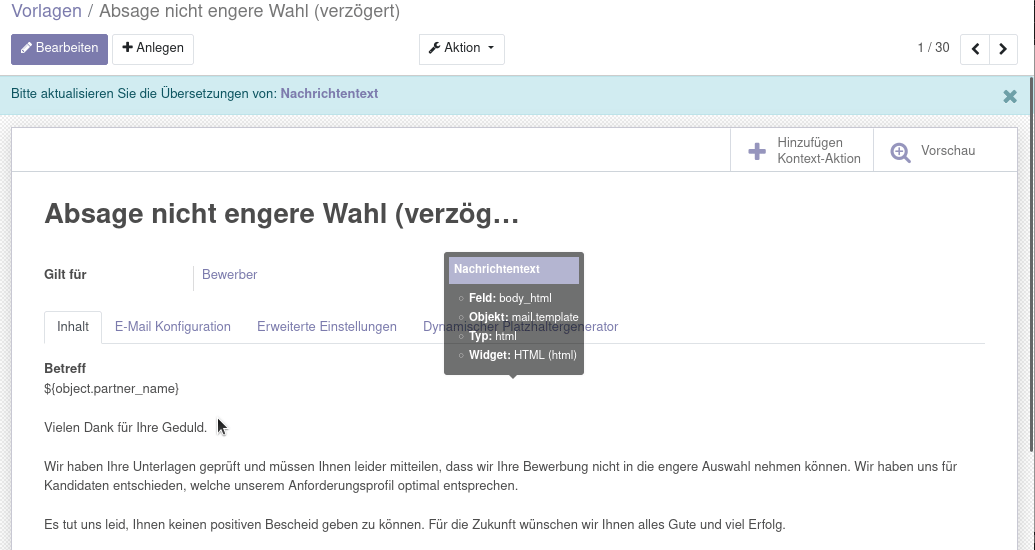 Vorlagen / Absage nicht engere Wahl (verzögert)
Bearbeiten
Anlegen
Aktion
1 / 30
Bitte aktualisieren Sie die Übersetzungen von: Nachrichtentext
Hinzufügen
Kontext-Aktion
Vorschau
Absage nicht engere Wahl (verzög...
Gilt für
Bewerber
Nachrichtentext
Feld: body_html
Objekt: mail.template
Typ: html
Widget: HTML (html)
Inhalt
E-Mail Konfiguration
Erweiterte Einstellungen
Dynamischer Platzhaltergenerator
Betreff
${object.partner_name}
Vielen Dank für Ihre Geduld.
Wir haben Ihre Unterlagen geprüft und müssen Ihnen leider mitteilen, dass wir Ihre Bewerbung nicht in die engere Auswahl nehmen können. Wir haben uns für
Kandidaten entschieden, welche unserem Anforderungsprofil optimal entsprechen.
Es tut uns leid, Ihnen keinen positiven Bescheid geben zu können. Für die Zukunft wünschen wir Ihnen alles Gute und viel Erfolg.